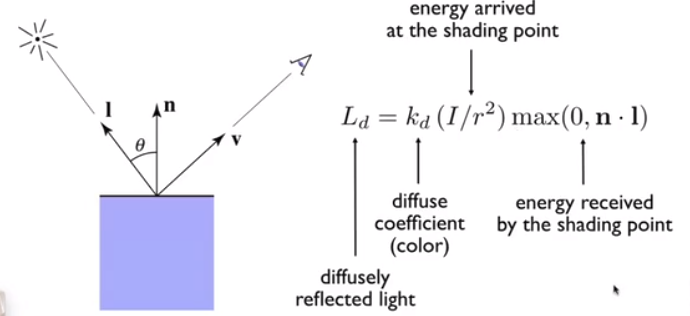 energy arrived
at the shading point
l
n
θ
v
L_d = k_d (I/r²) max(0, n · l)
diffuse
coefficient
(color)
energy received
by the shading point
diffusely
reflected light